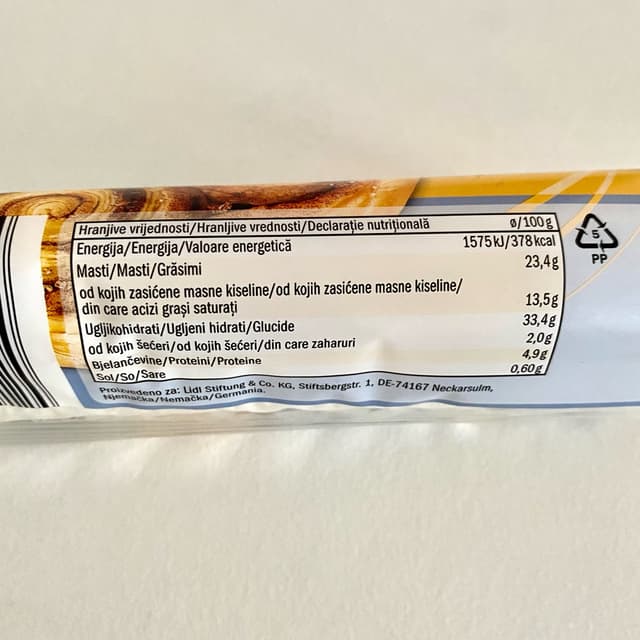 Hranjive vrijednosti/Hranljive vrednosti/Declarație nutrițională ø/100g
Energija/Energija/Valoare energetică 1575kJ/378kcal
Masti/Masti/Grăsimi 23,4g
od kojih zasićene masne kiseline/od kojih zasićene masne kiseline/
din care acizi grași saturați 13,5g
Ugljikohidrati/Ugljeni hidrati/Glucide 33,4g
od kojih šećeri/od kojih šećeri/din care zaharuri 2,0g
Bjelančevine/Proteini/Proteine 4,9g
Sol/So/Sare 0,60g
Proizvedeno za: Lidl Stiftung & Co. KG, Stiftsbergstr. 1, DE-74167 Neckarsulm,
Njemačka/Nemačka/Germania.
5
PP